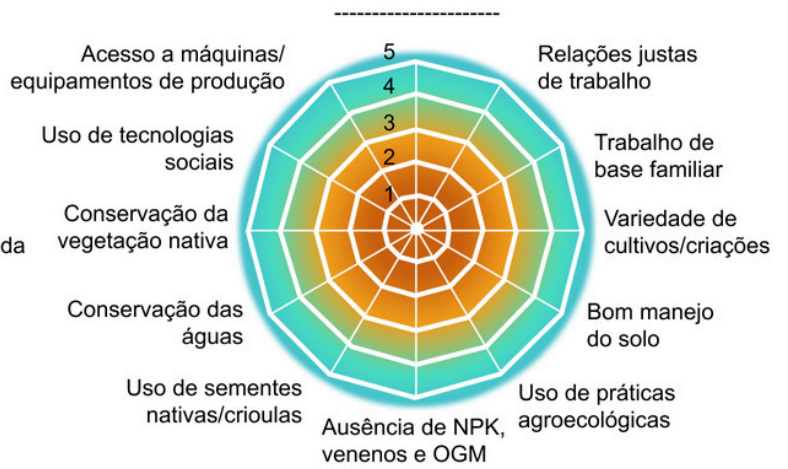 ---------------------
Acesso a máquinas/
equipamentos de produção
Uso de tecnologias
sociais
Conservação da
vegetação nativa
da
Conservação das
águas
Uso de sementes
nativas/crioulas
Ausência de NPK,
venenos e OGM
5
4
3
2
1
Relações justas
de trabalho
Trabalho de
base familiar
Variedade de
cultivos/criações
Bom manejo
do solo
Uso de práticas
agroecológicas